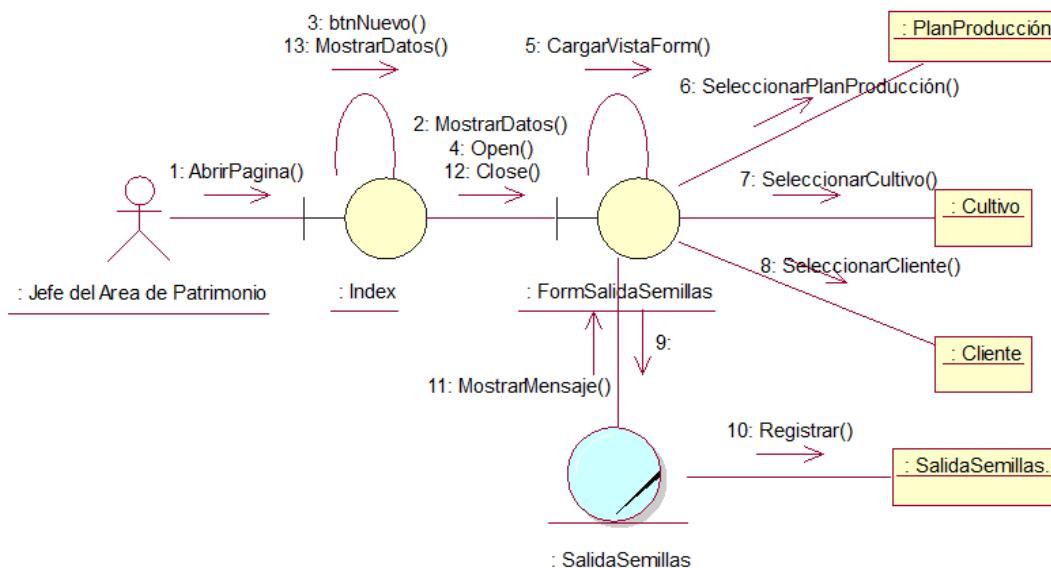 3: btnNuevo()
13: MostrarDatos()
5: CargarVistaForm()
: PlanProducción
6: SeleccionarPlanProducción()
2: MostrarDatos()
4: Open()
12: Close()
1: AbrirPagina()
7: SeleccionarCultivo()
: Cultivo
8: SeleccionarCliente()
: Jefe del Area de Patrimonio
: Index
: FormSalidaSemillas
9:
: Cliente
11: MostrarMensaje()
10: Registrar()
: SalidaSemillas.
: SalidaSemillas